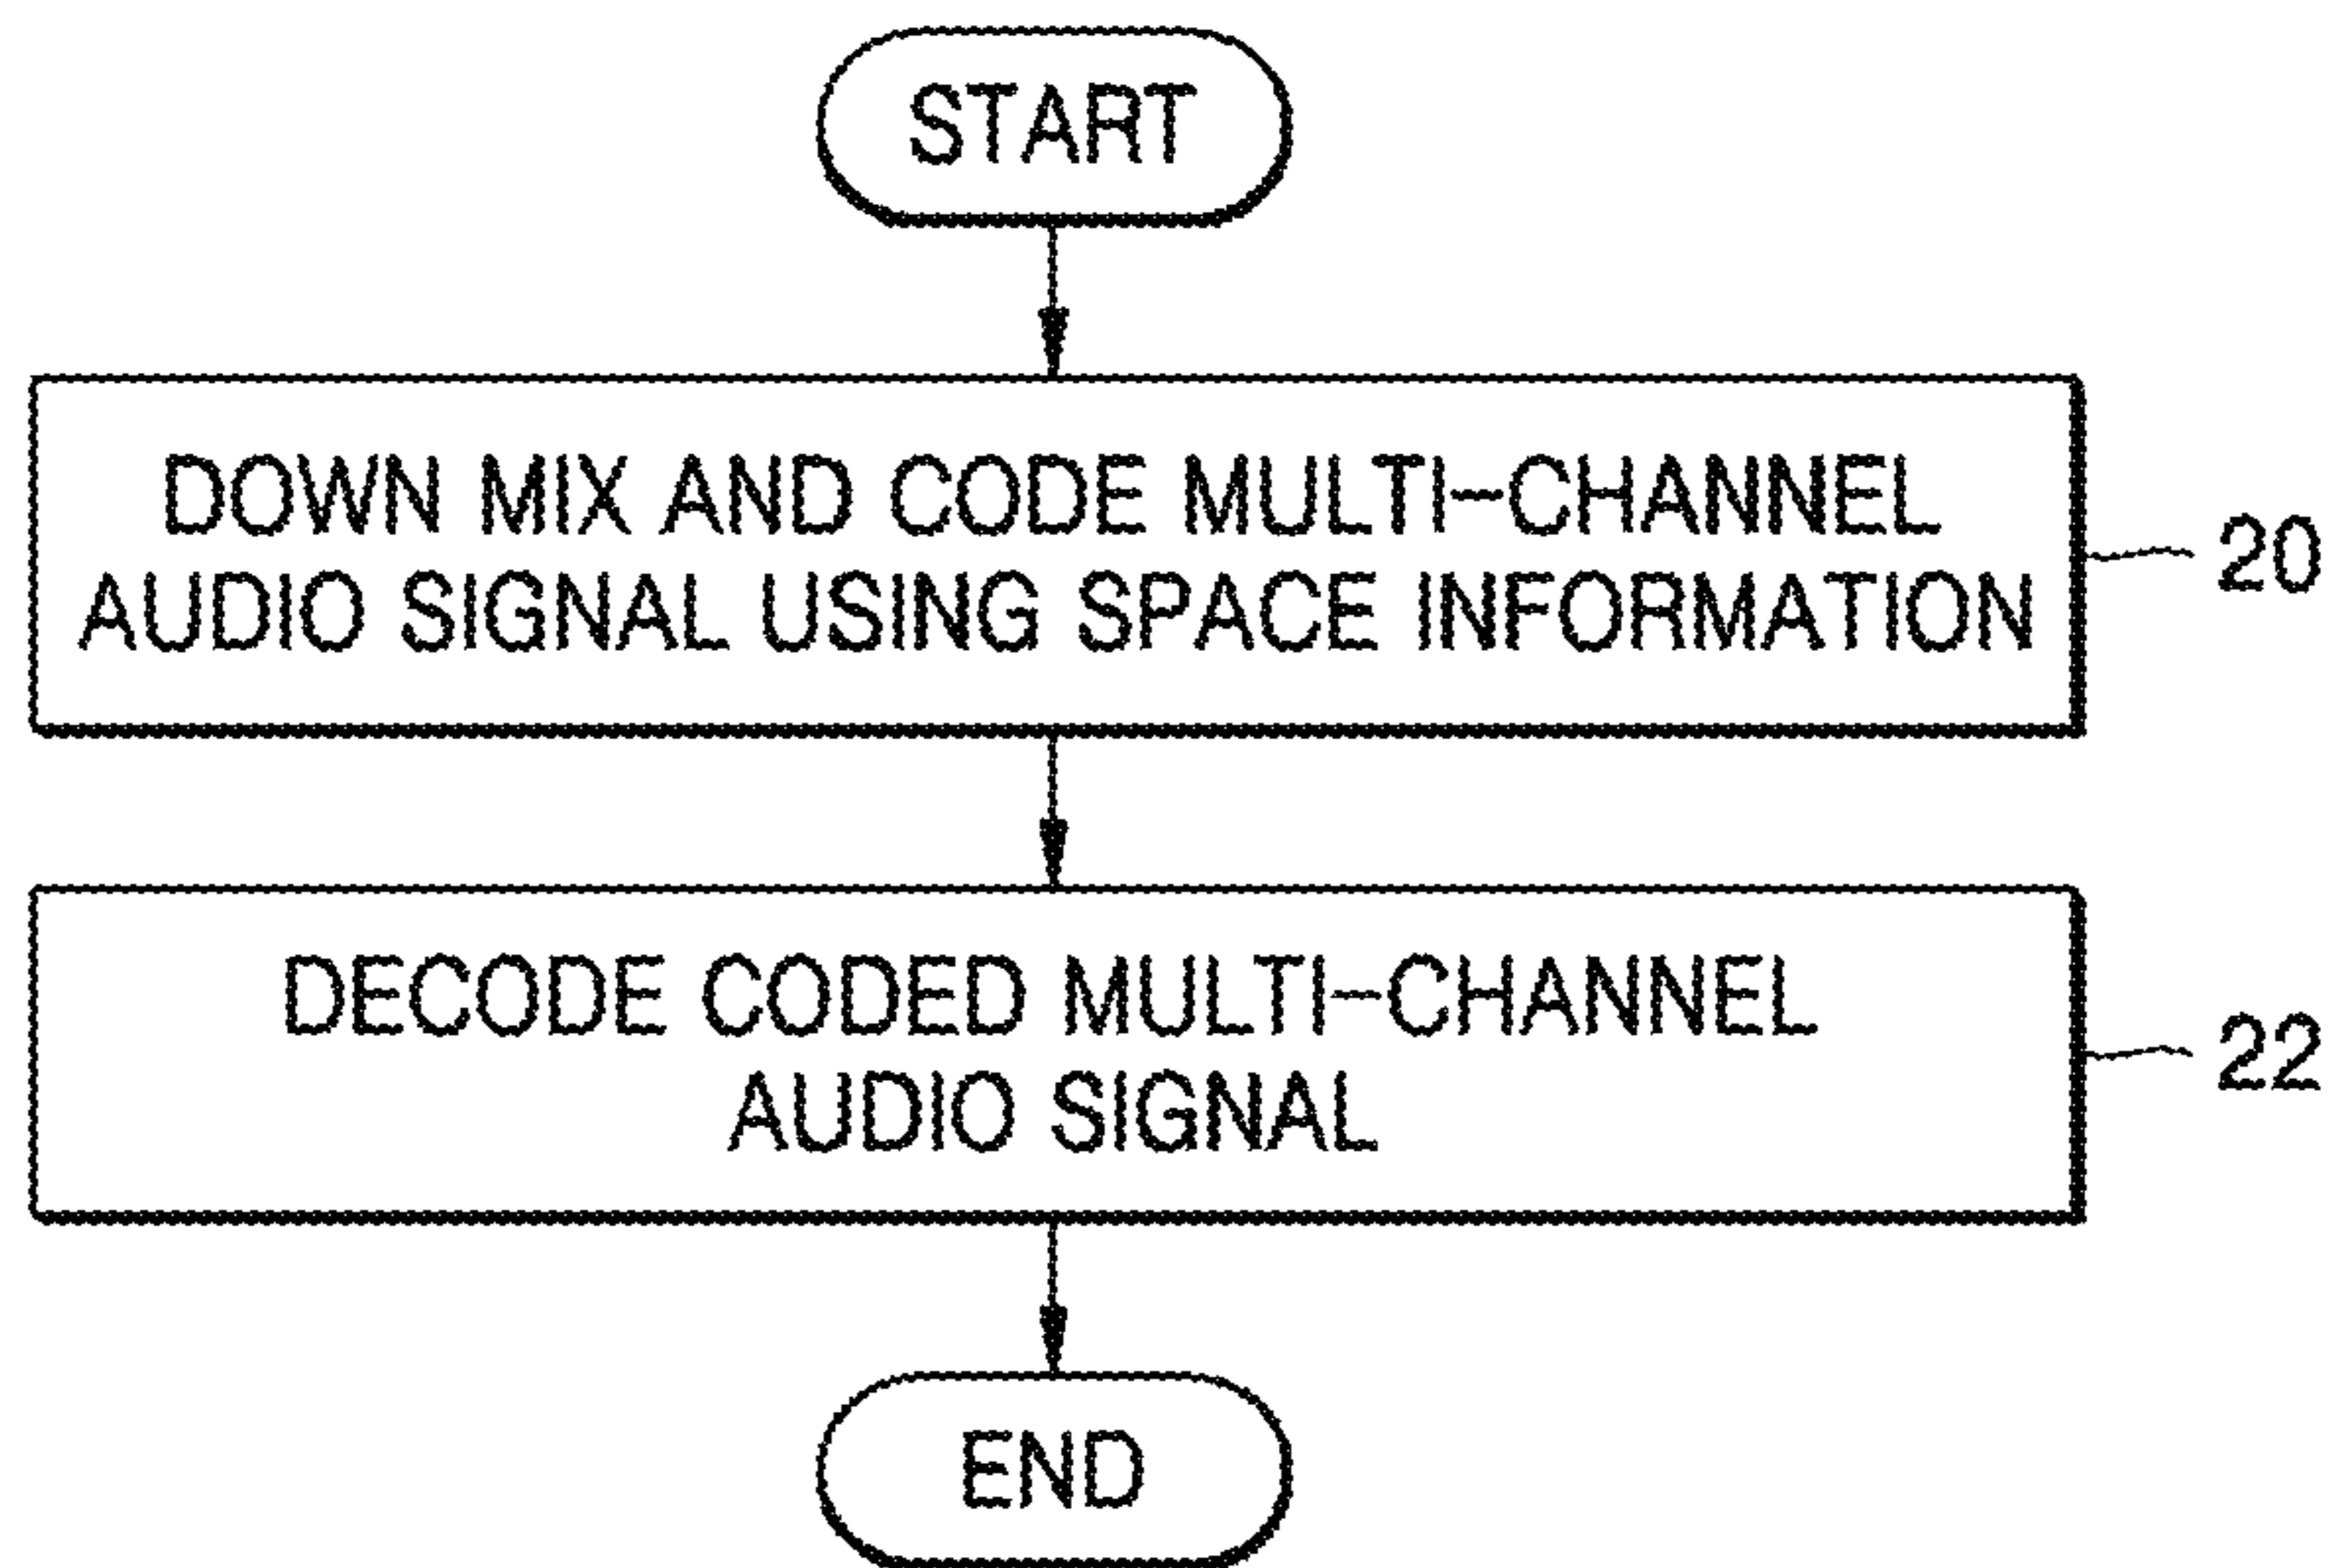 START
DOWN MIX AND CODE MULTI-CHANNEL
AUDIO SIGNAL USING SPACE INFORMATION
20
DECODE CODED MULTI-CHANNEL
AUDIO SIGNAL
22
END